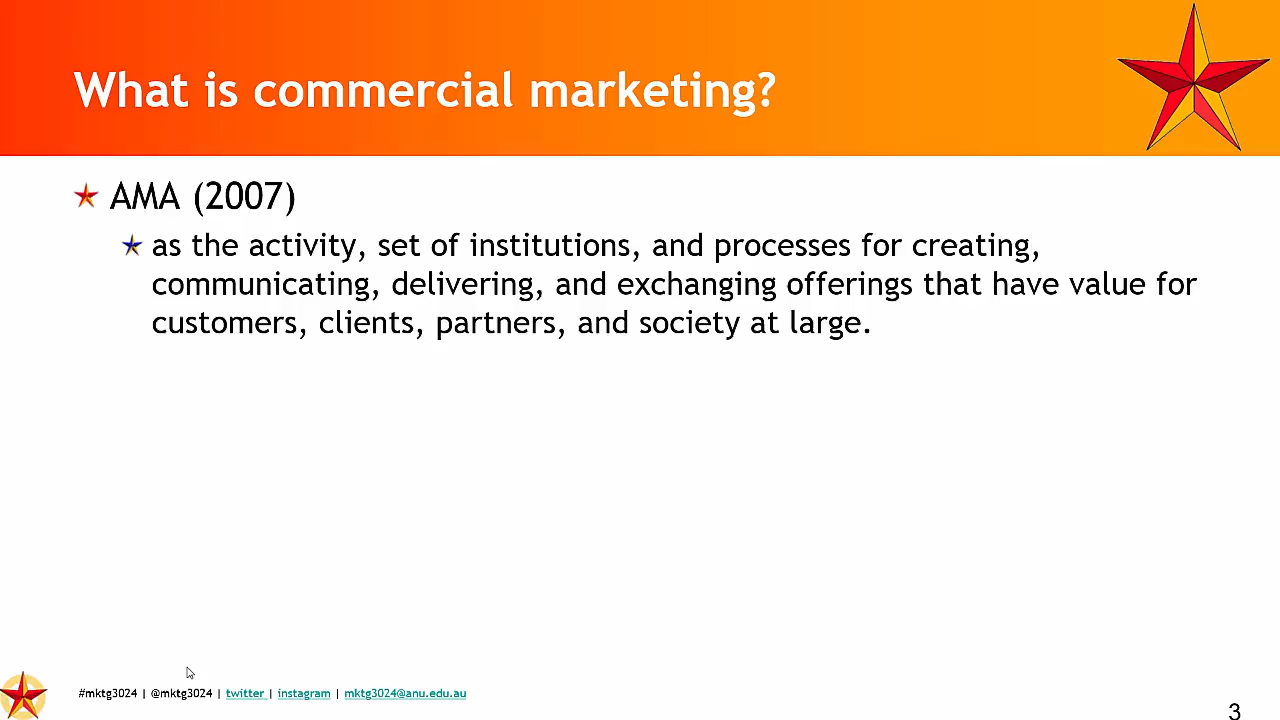 What is commercial marketing?
AMA (2007)
as the activity, set of institutions, and processes for creating,
communicating, delivering, and exchanging offerings that have value for
customers, clients, partners, and society at large.
#mktg3024 | @mktg3024 | twitter | instagram | mktg3024@anu.edu.au
3